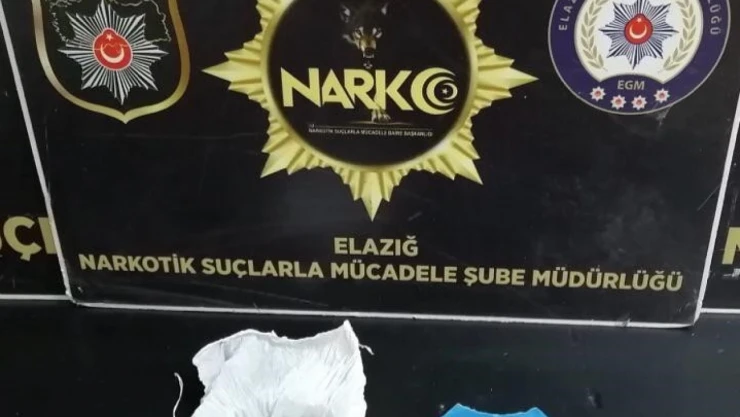 NARKO
NARKOTİK SUÇLARLA MÜCADELE DAİRE BAŞKANLIĞI
EGM
ELAZIĞ
NARKOTİK SUÇLARLA MÜCADELE ŞUBE MÜDÜRLÜĞÜ